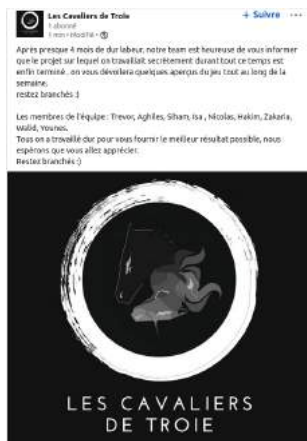 Les Cavaliers de Troie
1 abonné
1 min • Modifié •
+ Suivre ...
Après presque 4 mois de dur labeur, notre team est heureuse de vous informer
que le projet sur lequel on travaillait secrètement durant tout ce temps est
enfin terminé. on vous dévoilera quelques aperçus du jeu tout au long de la
semaine.
restez branchés :)
Les membres de l'équipe : Trevor, Aghiles, Siham, Isa, Nicolas, Hakim, Zakaria,
Walid, Younes.
Tous on a travaillé dur pour vous fournir le meilleur résultat possible, nous
espérons que vous allez apprécier.
Restez branchés :)
LES CAVALIERS
DE TROIE